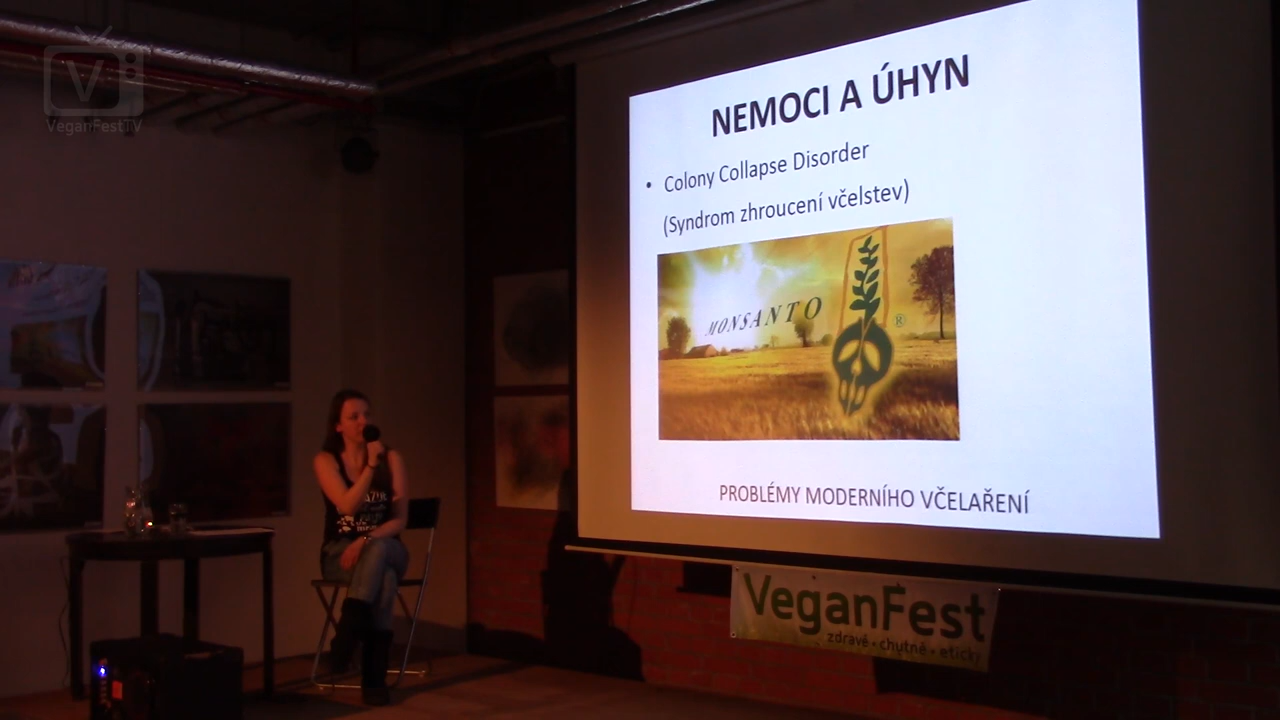 V
VeganFestTV
NEMOCI A ÚHYN
• Colony Collapse Disorder
(Syndrom zhroucení včelstev)
MONSANTO
®
PROBLÉMY MODERNÍHO VČELAŘENÍ
VeganFest
zdravě • chutně • eticky